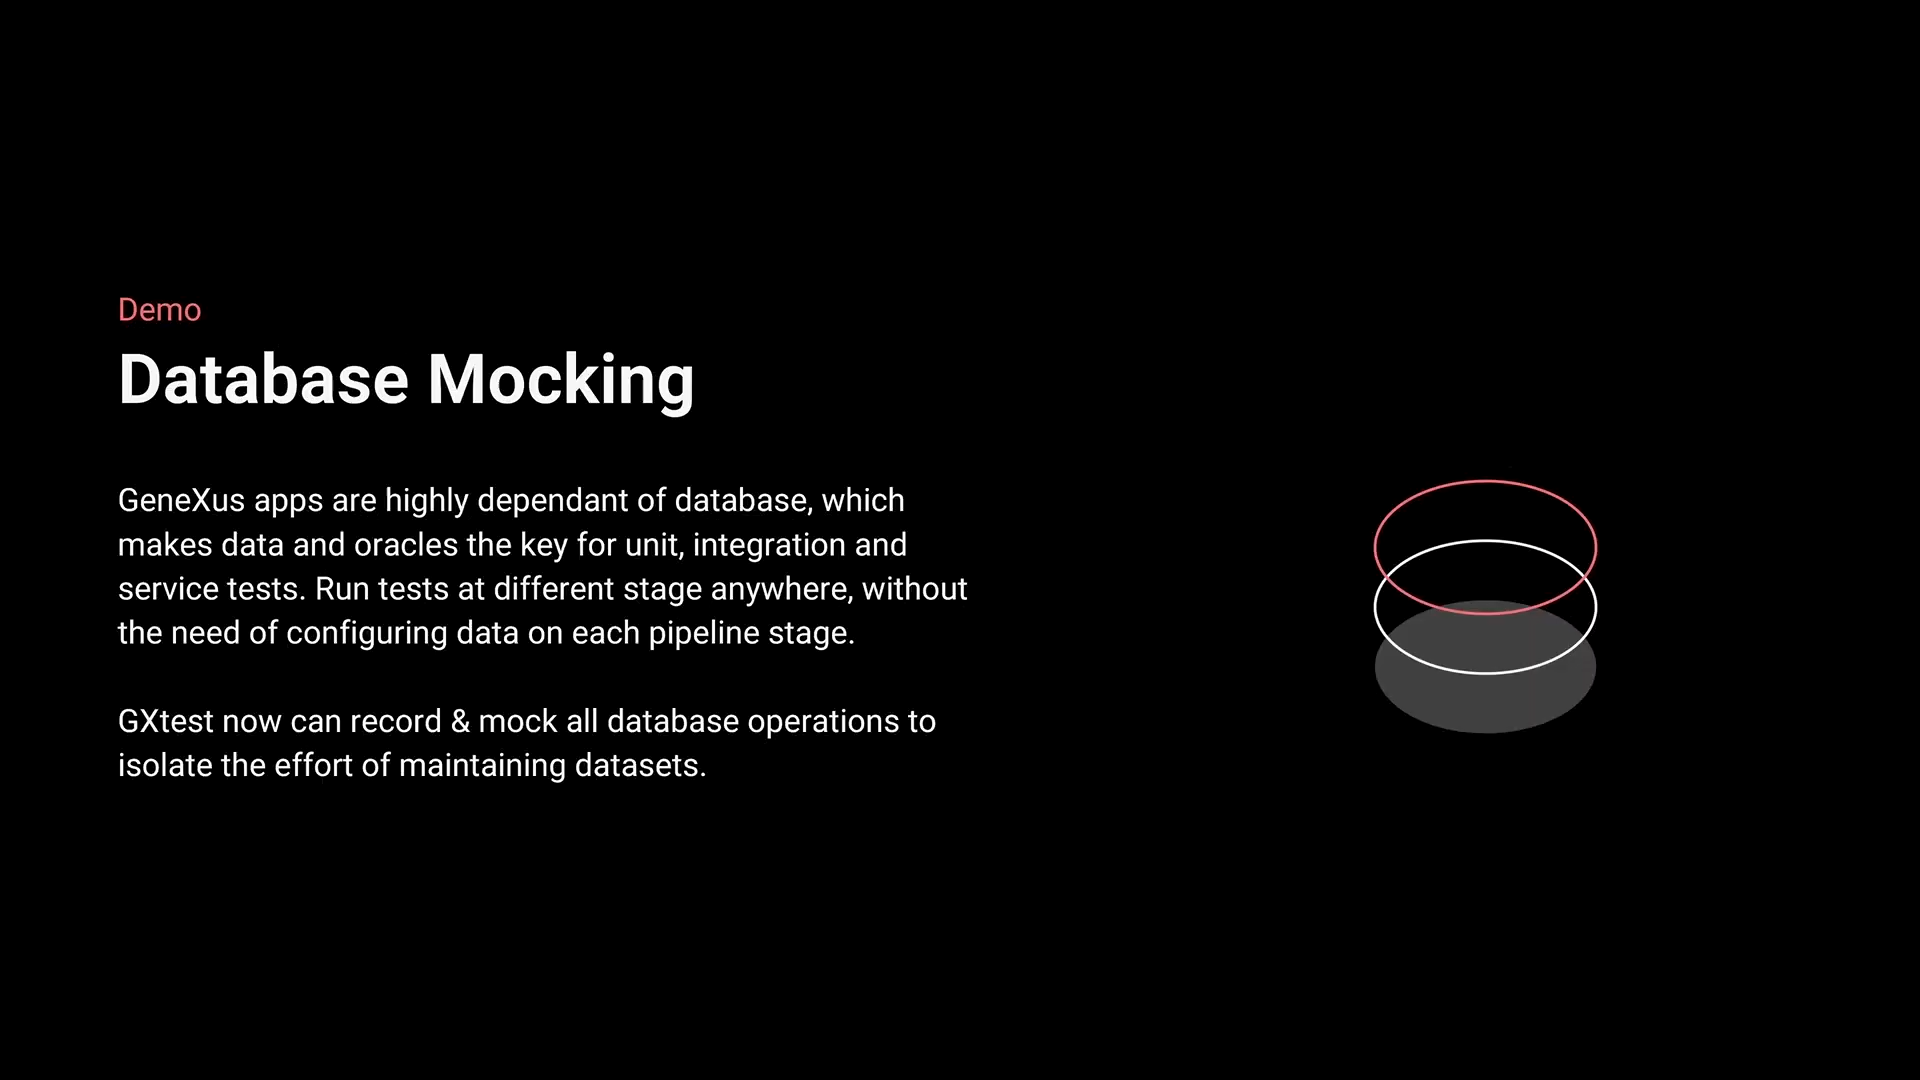 Demo
Database Mocking
GeneXus apps are highly dependant of database, which
makes data and oracles the key for unit, integration and
service tests. Run tests at different stage anywhere, without
the need of configuring data on each pipeline stage.
GXtest now can record & mock all database operations to
isolate the effort of maintaining datasets.